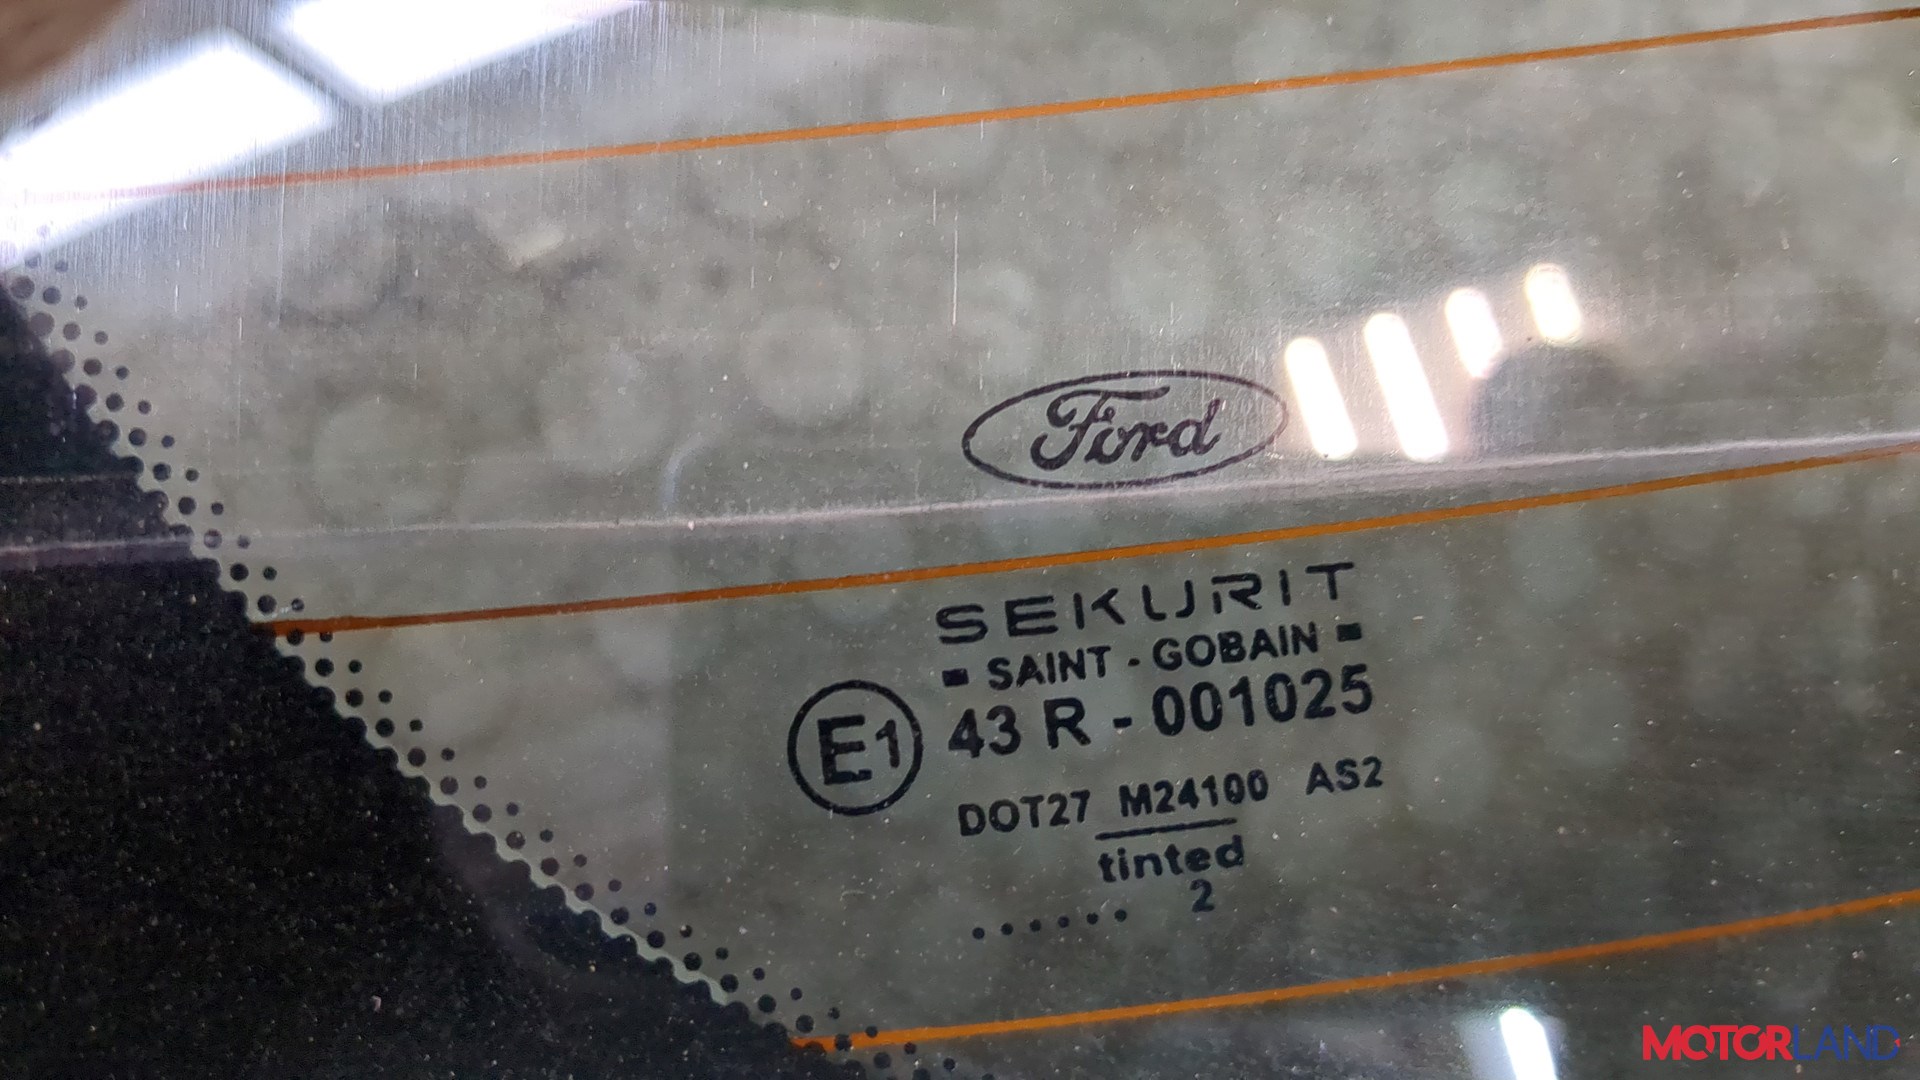 Ford
SEKURIT
SAINT - GOBAIN
E1 43 R - 001025
DOT27 M24100 AS2
tinted
...... 2
MOTORLAND